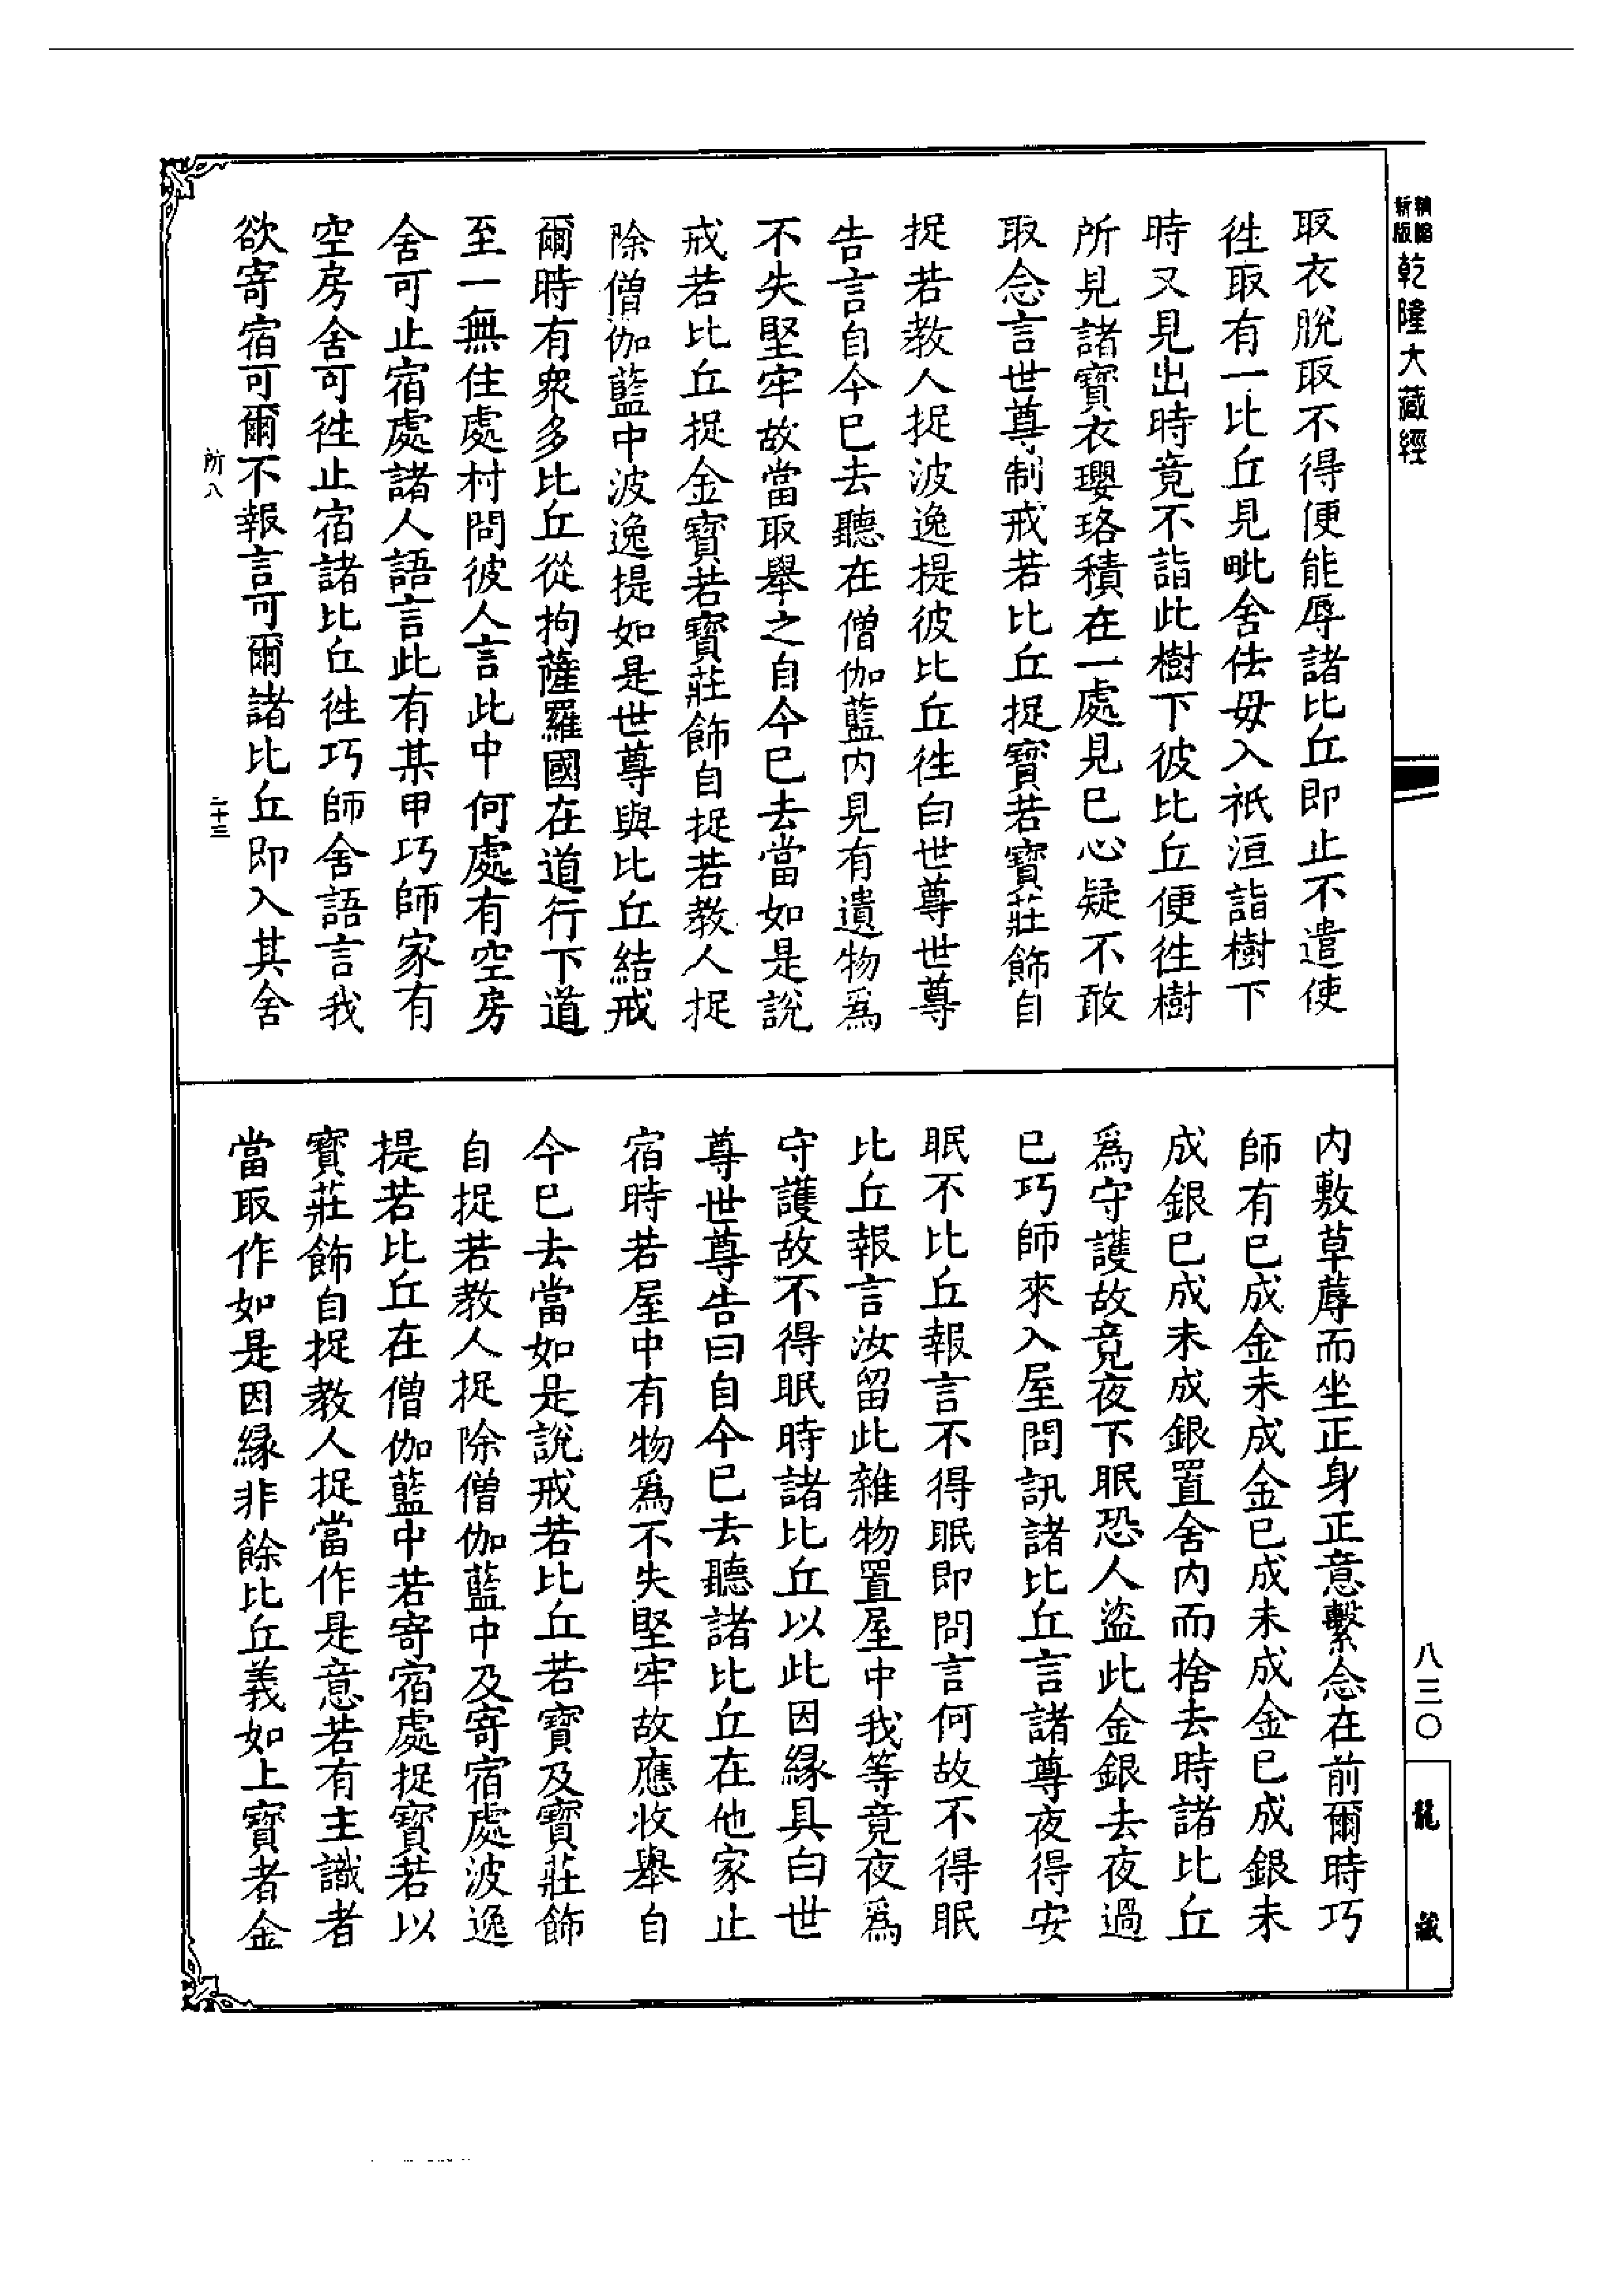 精縮新版
乾隆大藏經
取衣脫取不得便能辱諸比丘即止不遣使
往取有一比丘見毗舍佉毋入祇洹詣樹下
時又見出時竟不詣此樹下彼比丘便往樹
所見諸寶衣瓔珞積在一處見已心疑不敢
取念言世尊制戒若比丘捉寶若寶莊飾自
捉若教人捉波逸提彼比丘往白世尊世尊
告言自今已去聽在僧伽藍內見有遺物爲
不失堅牢故當取舉之自今已去當如是說
戒若比丘捉金寶若寶莊飾自捉若教人捉
除僧伽藍中波逸提如是世尊與比丘結戒
爾時有衆多比丘從拘薩羅國在道行下道
至一無住處村問彼人言此中何處有空房
舍可止宿處諸人語言此有某甲巧師家有
空房舍可往止宿諸比丘往巧師舍語言我
欲寄宿可爾不報言可爾諸比丘即入其舍
所八
二十三
內敷草蓐而坐正身正意繫念在前爾時巧
師有已成金未成金已成未成金已成銀未
成銀已成未成銀置舍內而捨去時諸比丘
爲守護故竟夜下眠恐人盜此金銀去夜過
已巧師來入屋問訊諸比丘言諸尊夜得安
眠不比丘報言不得眠即問言何故不得眠
比丘報言汝留此雜物置屋中我等竟夜爲
守護故不得眠時諸比丘以此因緣具白世
尊世尊告曰自今已去聽諸比丘在他家止
宿時若屋中有物爲不失堅牢故應收舉自
今已去當如是說戒若比丘若寶及寶莊飾
自捉若教人捉除僧伽藍中及寄宿處波逸
提若比丘在僧伽藍中若寄宿處捉寶若以
寶莊飾自捉教人捉當作是意若有主識者
當取作如是因緣非餘比丘義如上寶者金
八三〇
龍藏